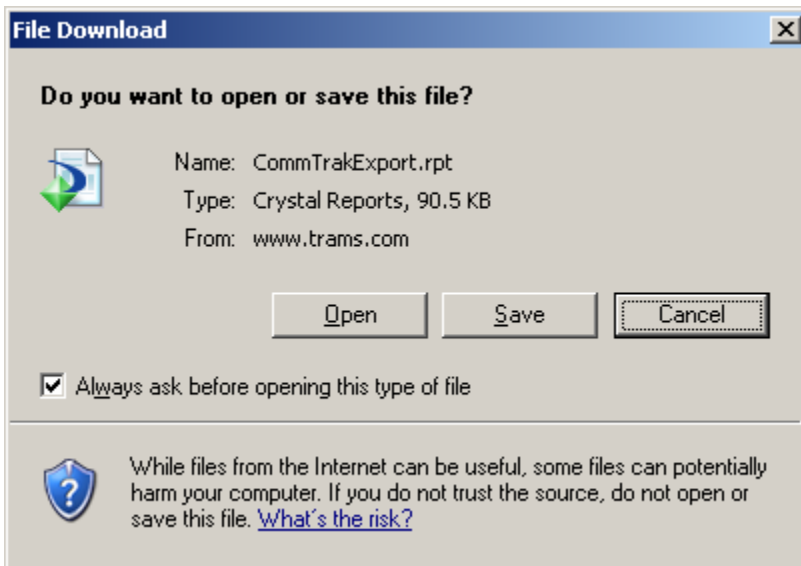 File Download
Do you want to open or save this file?
Name: CommTrakExport.rpt
Type: Crystal Reports, 90.5 KB
From: www.trams.com
Open Save Cancel
Always ask before opening this type of file
While files from the Internet can be useful, some files can potentially
harm your computer. If you do not trust the source, do not open or
save this file. What's the risk?